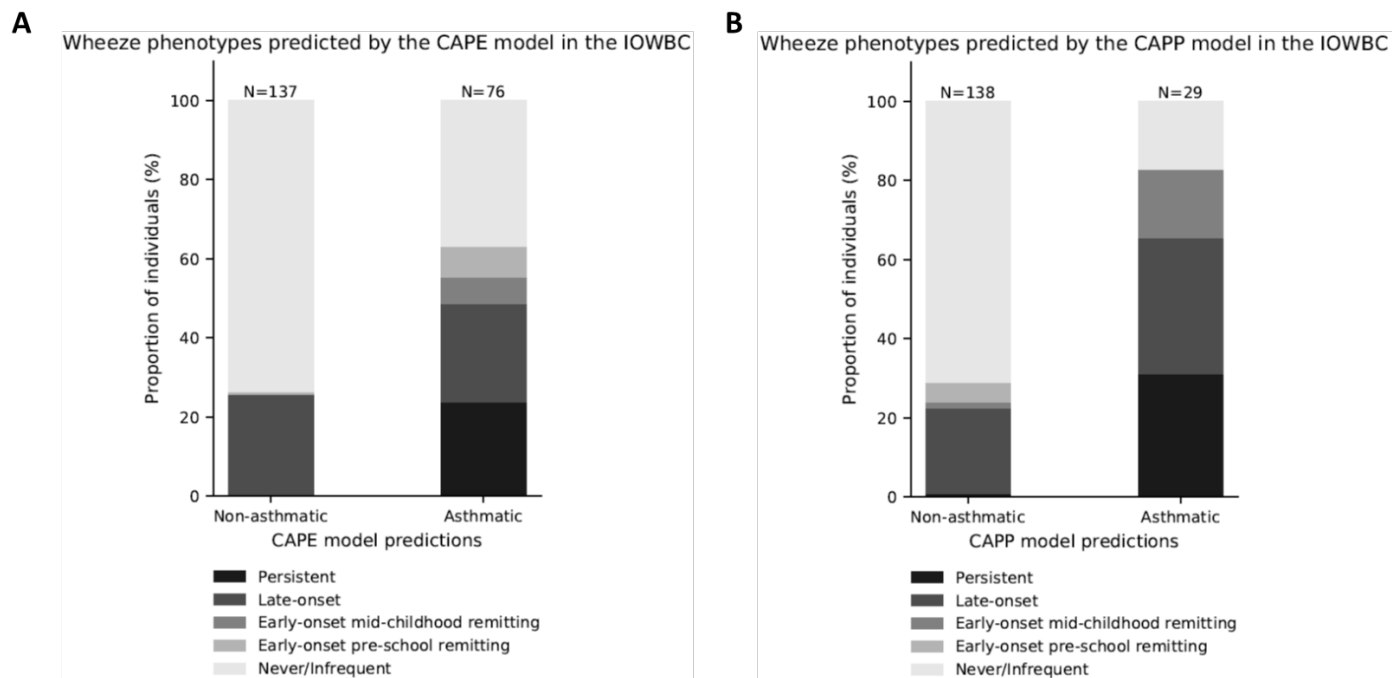 A
Wheeze phenotypes predicted by the CAPE model in the IOWBC
N=137
N=76
100
80
60
40
20
0
Proportion of individuals (%)
Non-asthmatic
Asthmatic
CAPE model predictions
Persistent
Late-onset
Early-onset mid-childhood remitting
Early-onset pre-school remitting
Never/Infrequent
B
Wheeze phenotypes predicted by the CAPP model in the IOWBC
N=138
N=29
100
80
60
40
20
0
Proportion of individuals (%)
Non-asthmatic
Asthmatic
CAPP model predictions
Persistent
Late-onset
Early-onset mid-childhood remitting
Early-onset pre-school remitting
Never/Infrequent